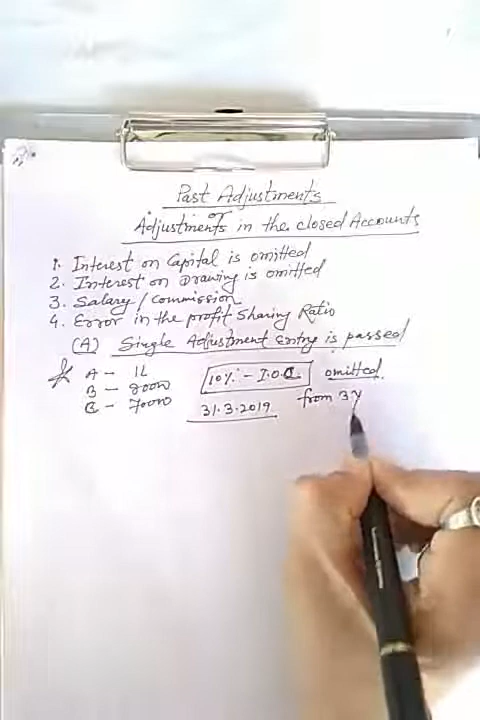 Past Adjustments
of
Adjustments in the closed Accounts
1. Interest on Capital is omitted
2. Interest on Drawing is omitted
3. Salary / commission
4. Error in the profit sharing Ratio
(A) Single Adjustment Entry is passed
A - 1L 10% - I.O.C. omitted.
B -
C - 31.3.2019 from 3Y